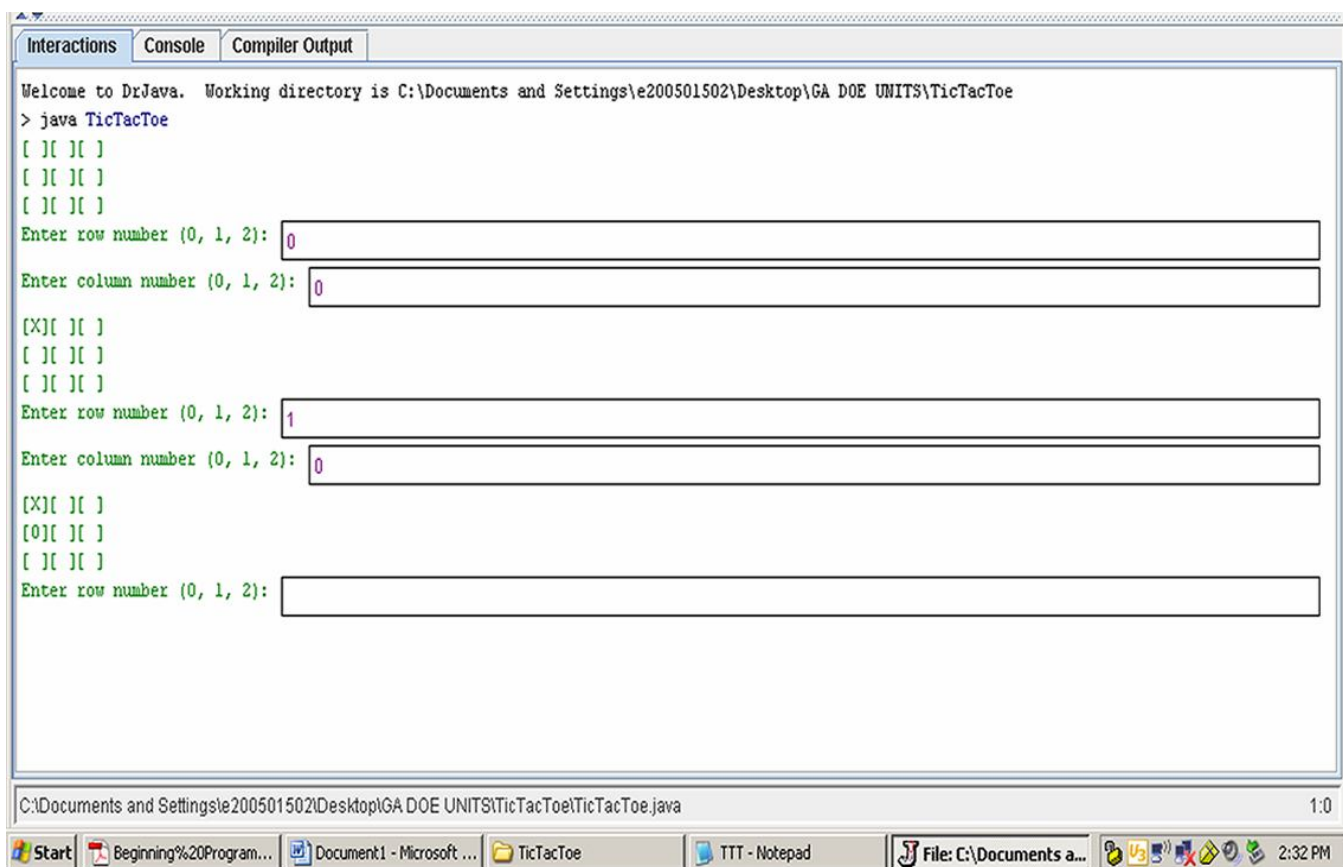 Interactions Console Compiler Output
Welcome to DrJava. Working directory is C:\Documents and Settings\e200501502\Desktop\GA DOE UNITS\TicTacToe
> java TicTacToe
[ ][ ][ ]
[ ][ ][ ]
[ ][ ][ ]
Enter row number (0, 1, 2): 0
Enter column number (0, 1, 2): 0
[X][ ][ ]
[ ][ ][ ]
[ ][ ][ ]
Enter row number (0, 1, 2): 1
Enter column number (0, 1, 2): 0
[X][ ][ ]
[0][ ][ ]
[ ][ ][ ]
Enter row number (0, 1, 2):
C:\Documents and Settings\e200501502\Desktop\GA DOE UNITS\TicTacToe\TicTacToe.java 1:0
Start Beginning%20Program... Document1 - Microsoft ... TicTacToe TTT - Notepad File: C:\Documents a... U3 2:32 PM